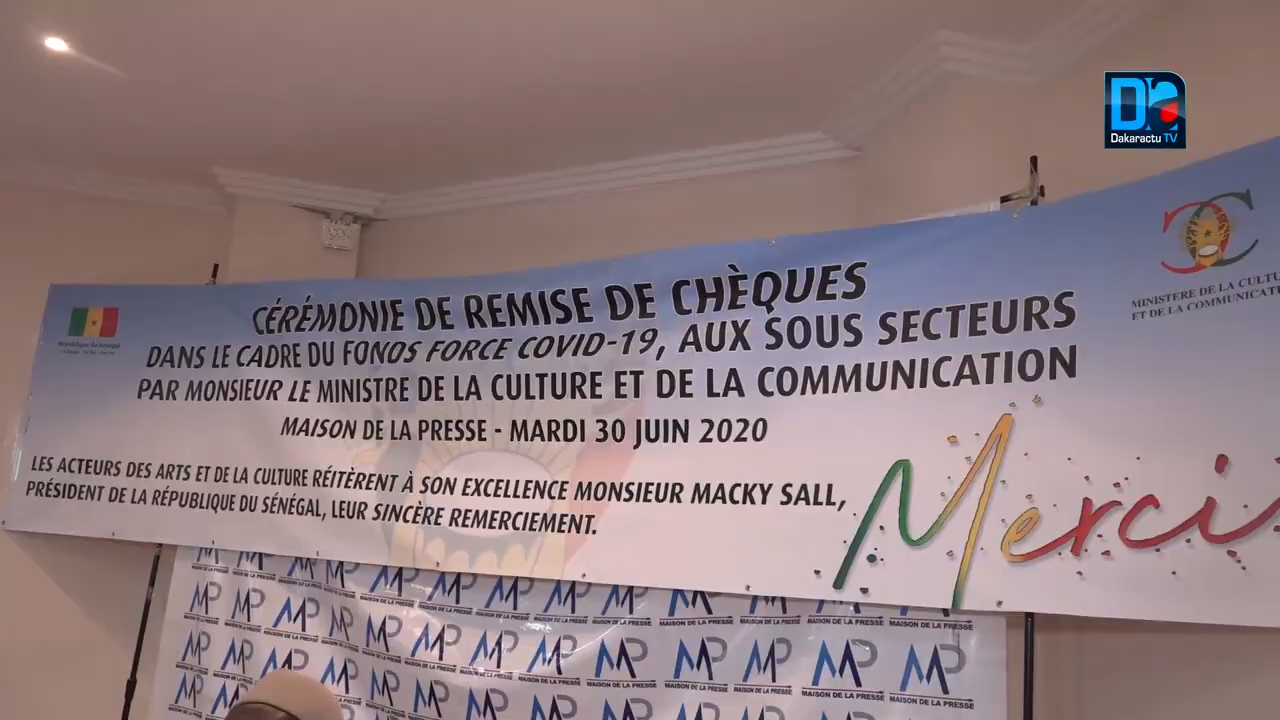 Dakaractu TV
MINISTERE DE LA CULTU
ET DE LA COMMUNICAT
République du Sénégal
CÉRÉMONIE DE REMISE DE CHÈQUES
DANS LE CADRE DU FONDS FORCE COVID-19, AUX SOUS SECTEURS
PAR MONSIEUR LE MINISTRE DE LA CULTURE ET DE LA COMMUNICATION
MAISON DE LA PRESSE - MARDI 30 JUIN 2020
LES ACTEURS DES ARTS ET DE LA CULTURE RÉITÈRENT À SON EXCELLENCE MONSIEUR MACKY SALL,
PRÉSIDENT DE LA RÉPUBLIQUE DU SÉNÉGAL, LEUR SINCÈRE REMERCIEMENT.
Merci
MP
MAISON DE LA PRESSE